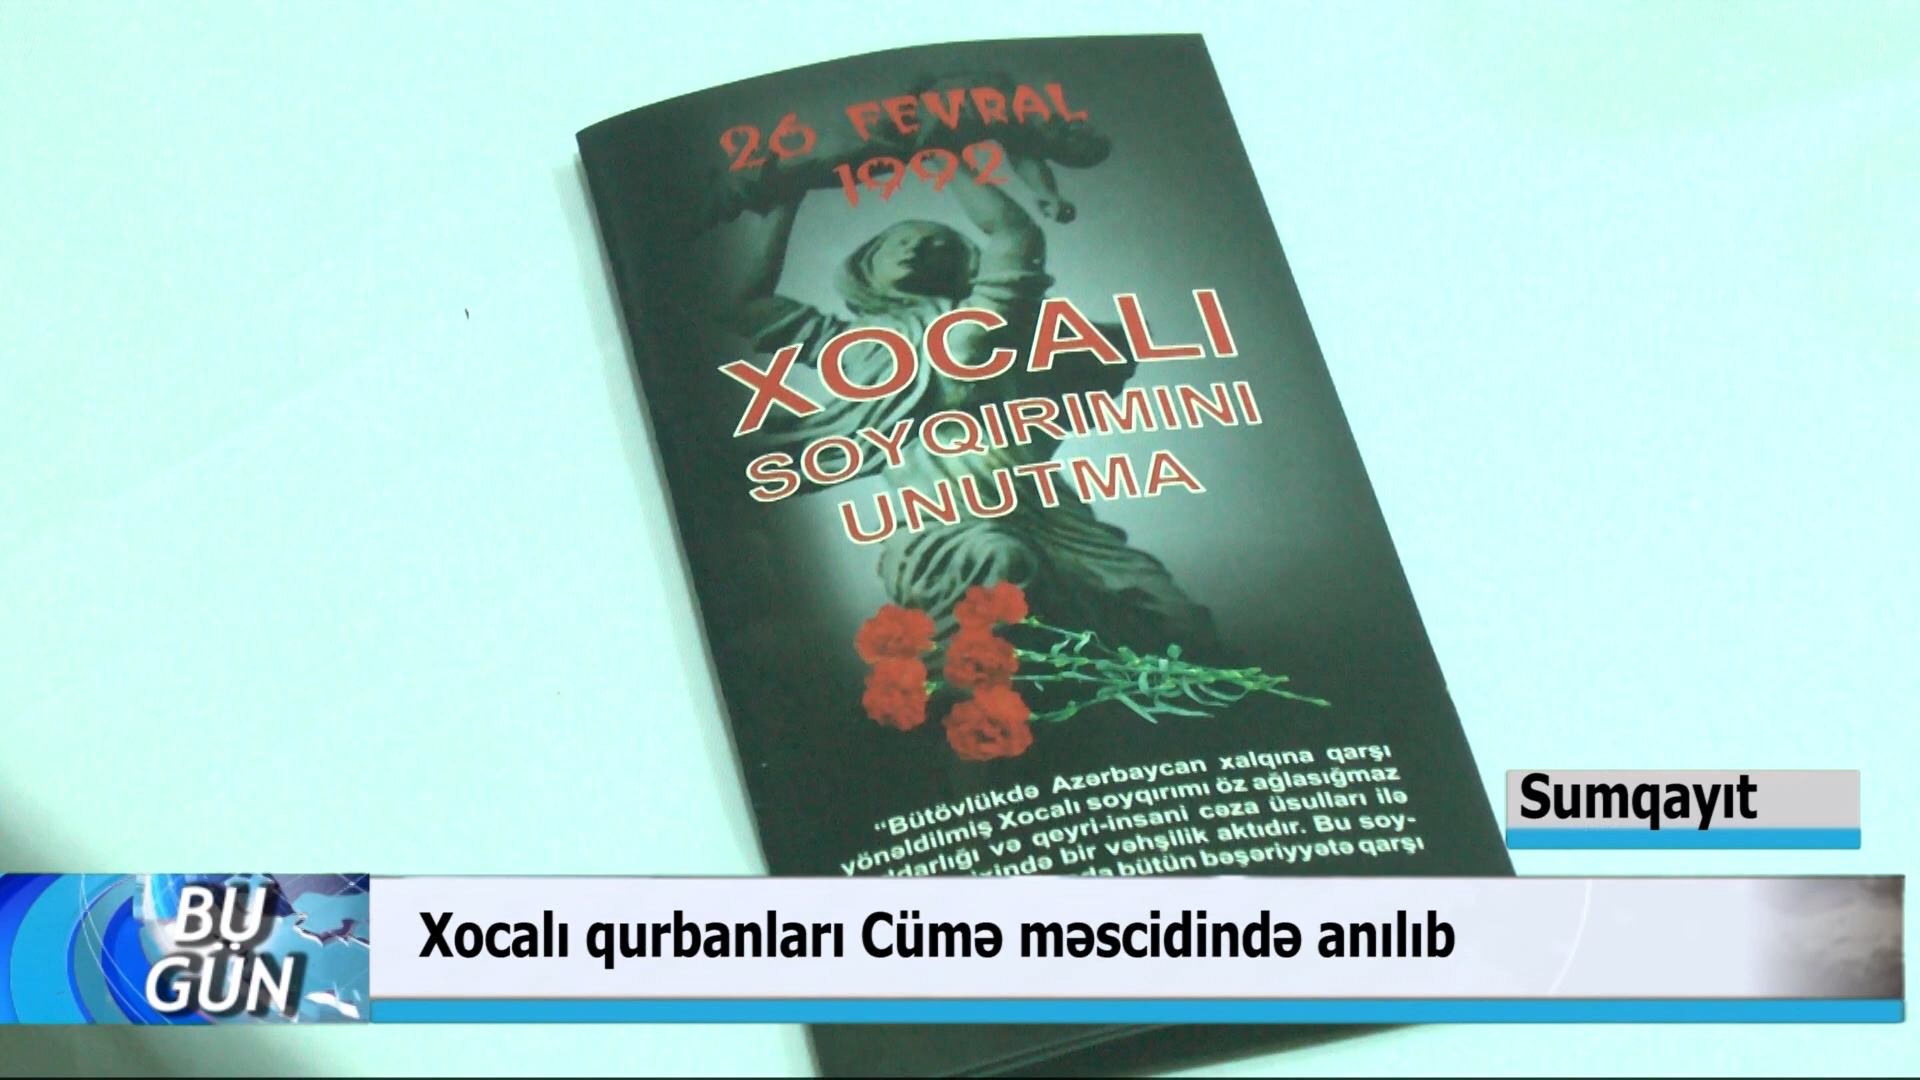 26 FEVRAL
1992
XOCALI
SOYQIRIMINI
UNUTMA
“Bütövlükdə Azərbaycan xalqına qarşı
yönəldilmiş Xocalı soyqırımı öz ağlasığmaz
və qeyri-insani cəza üsulları ilə
bir vəhşilik aktıdır. Bu soy-
bütün bəşəriyyətə qarşı
Sumqayıt
BU
GÜN
Xocalı qurbanları Cümə məscidində anılıb